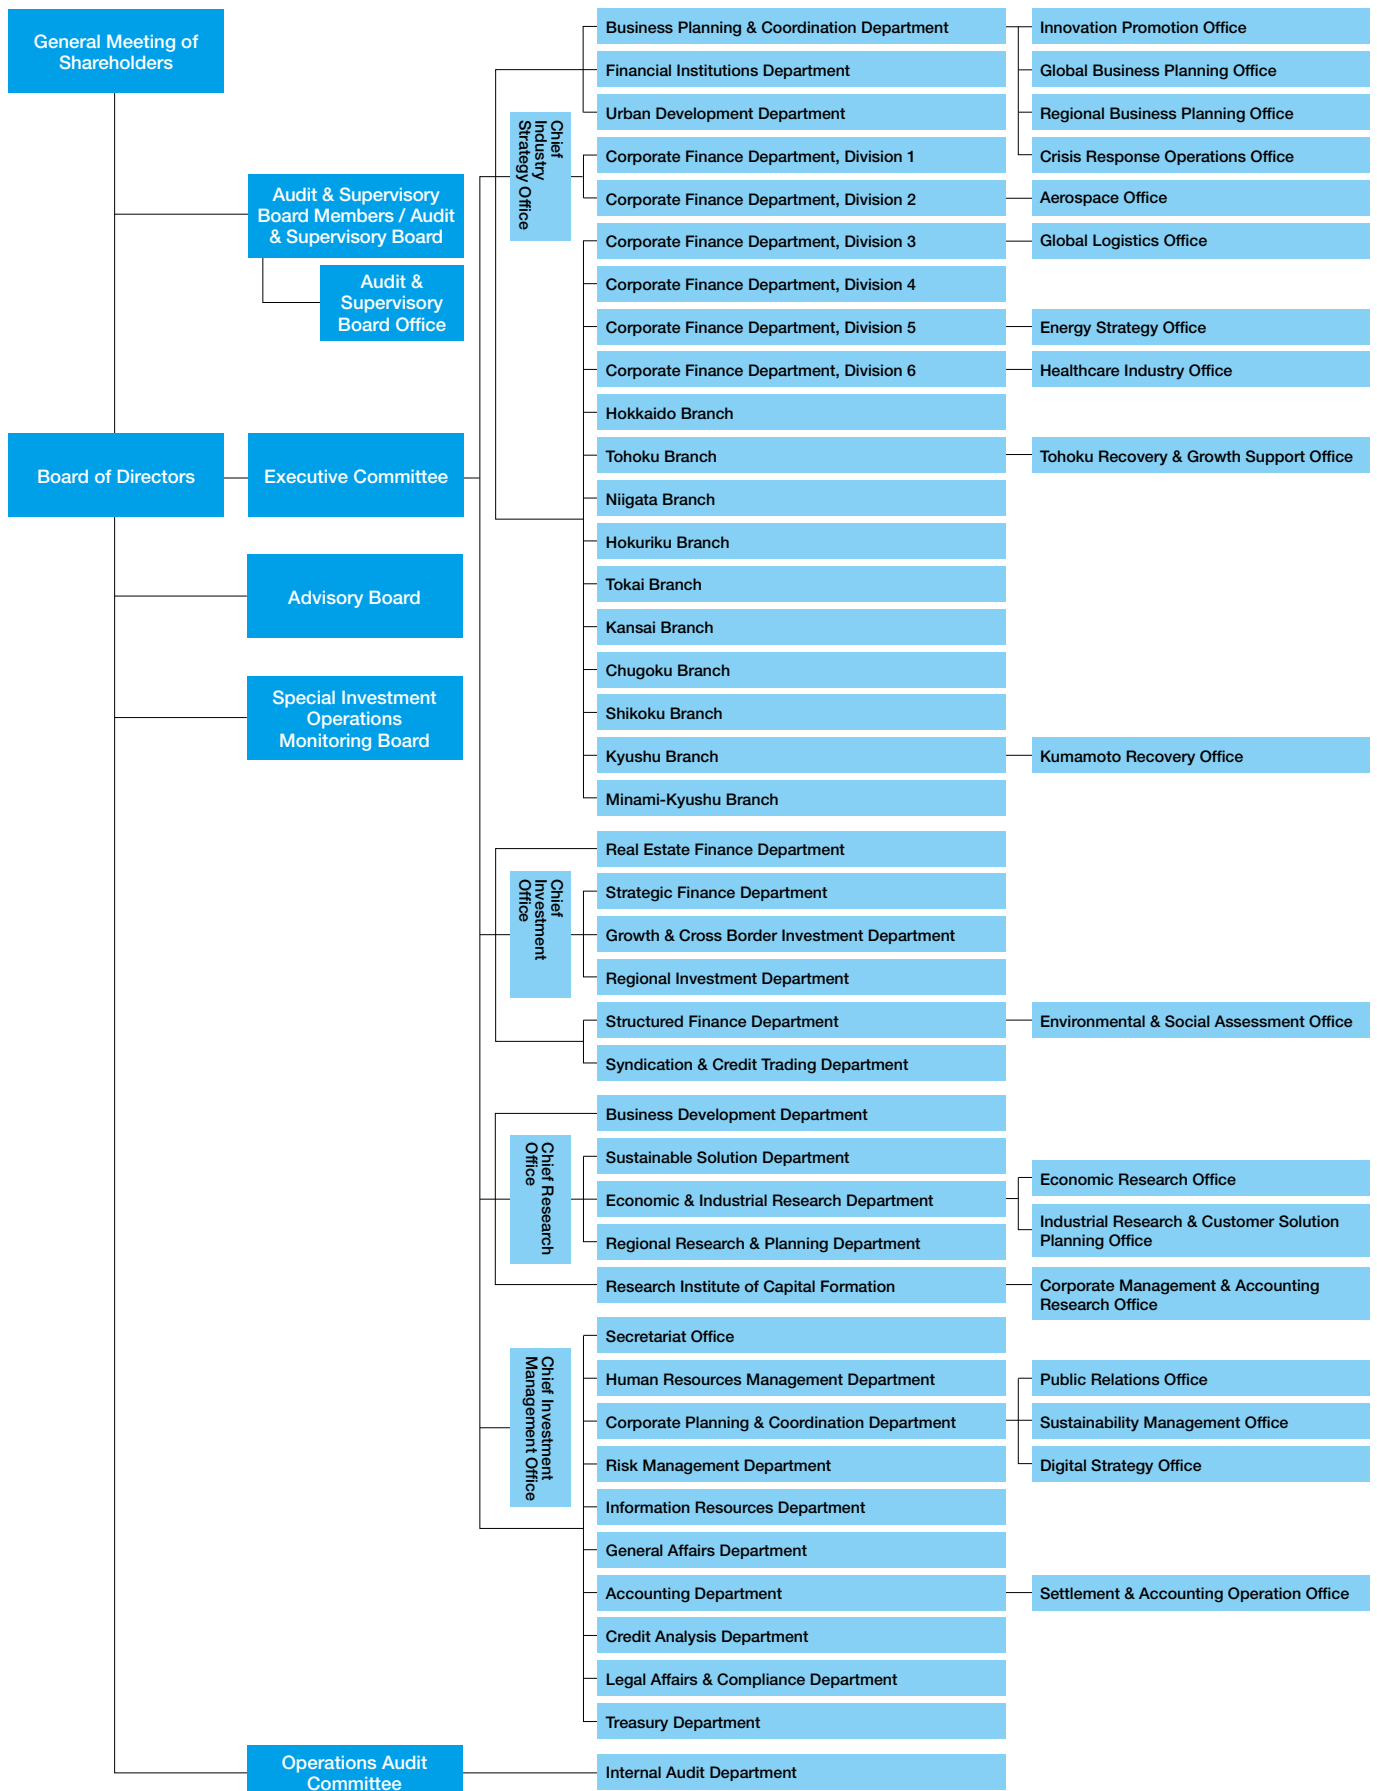 General Meeting of
Shareholders
Audit & Supervisory
Board Members / Audit
& Supervisory Board
Audit &
Supervisory
Board Office
Board of Directors
Executive Committee
Advisory Board
Special Investment
Operations
Monitoring Board
Operations Audit
Committee
Chief
Industry
Strategy Office
Business Planning & Coordination Department
Innovation Promotion Office
Global Business Planning Office
Regional Business Planning Office
Crisis Response Operations Office
Financial Institutions Department
Urban Development Department
Corporate Finance Department, Division 1
Corporate Finance Department, Division 2
Aerospace Office
Corporate Finance Department, Division 3
Global Logistics Office
Corporate Finance Department, Division 4
Corporate Finance Department, Division 5
Energy Strategy Office
Corporate Finance Department, Division 6
Healthcare Industry Office
Hokkaido Branch
Tohoku Branch
Tohoku Recovery & Growth Support Office
Niigata Branch
Hokuriku Branch
Tokai Branch
Kansai Branch
Chugoku Branch
Shikoku Branch
Kyushu Branch
Kumamoto Recovery Office
Minami-Kyushu Branch
Chief
Investment
Office
Real Estate Finance Department
Strategic Finance Department
Growth & Cross Border Investment Department
Regional Investment Department
Structured Finance Department
Environmental & Social Assessment Office
Syndication & Credit Trading Department
Chief Research
Office
Business Development Department
Sustainable Solution Department
Economic & Industrial Research Department
Economic Research Office
Industrial Research & Customer Solution
Planning Office
Regional Research & Planning Department
Research Institute of Capital Formation
Corporate Management & Accounting
Research Office
Chief Investment
Management Office
Secretariat Office
Human Resources Management Department
Corporate Planning & Coordination Department
Public Relations Office
Sustainability Management Office
Digital Strategy Office
Risk Management Department
Information Resources Department
General Affairs Department
Accounting Department
Settlement & Accounting Operation Office
Credit Analysis Department
Legal Affairs & Compliance Department
Treasury Department
Internal Audit Department